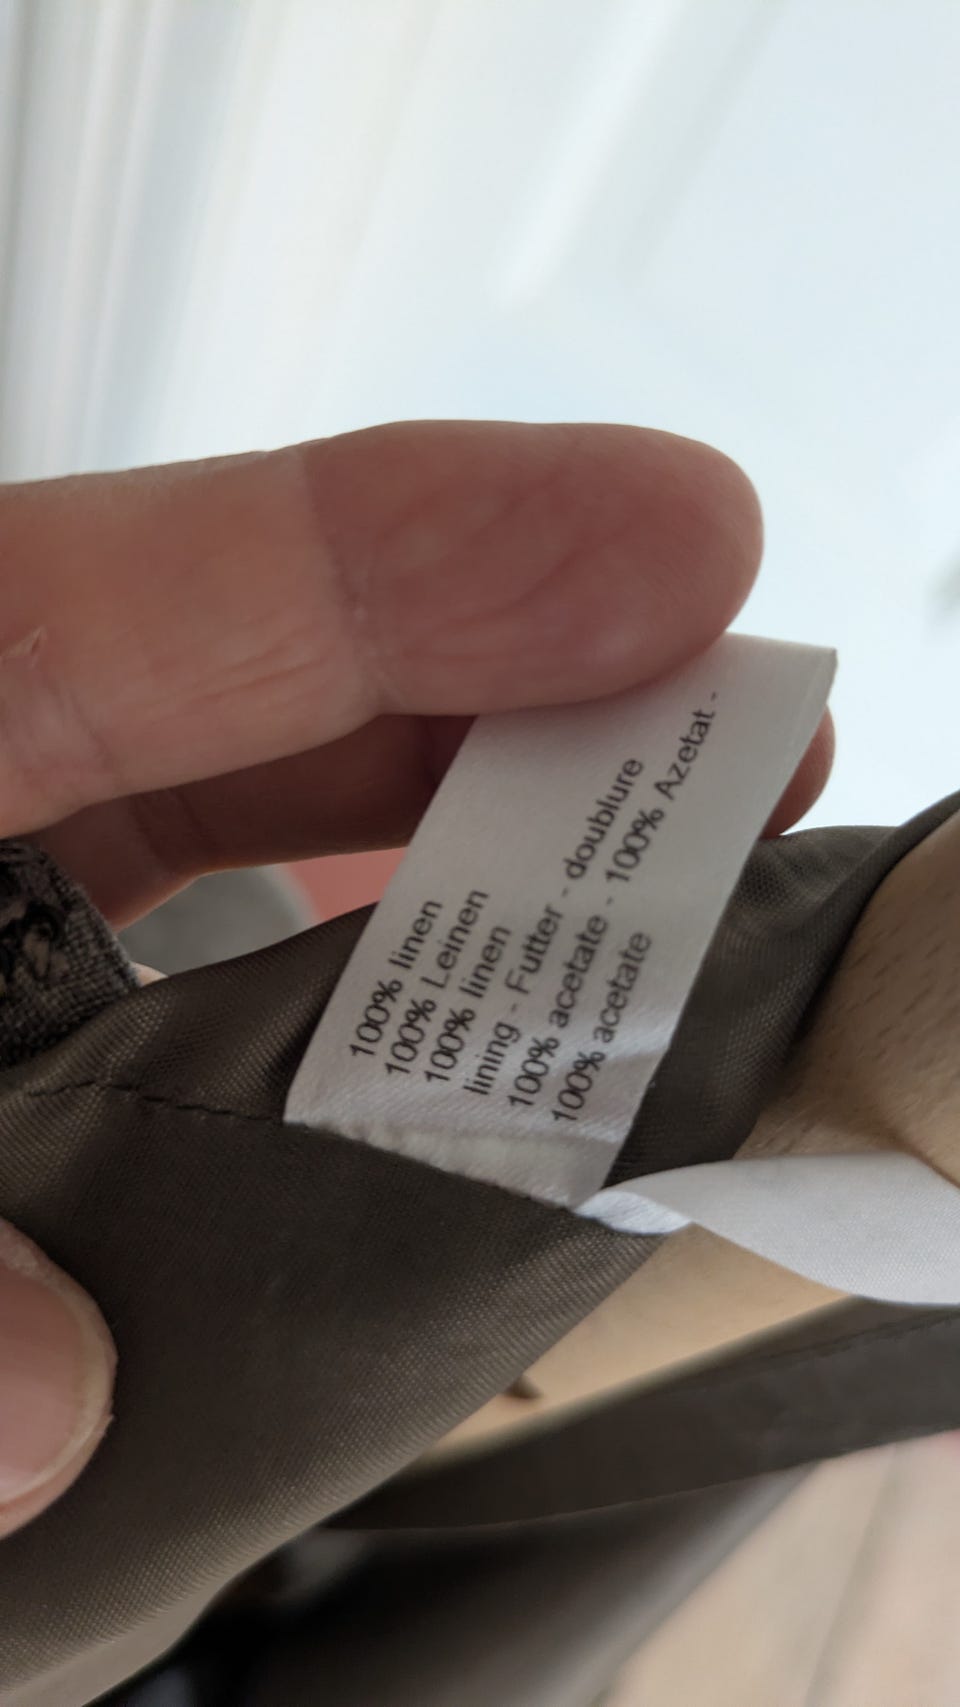 100% linen
100% Leinen
100% linen
lining - Futter - doublure
100% acetate - 100% Azetat -
100% acetate